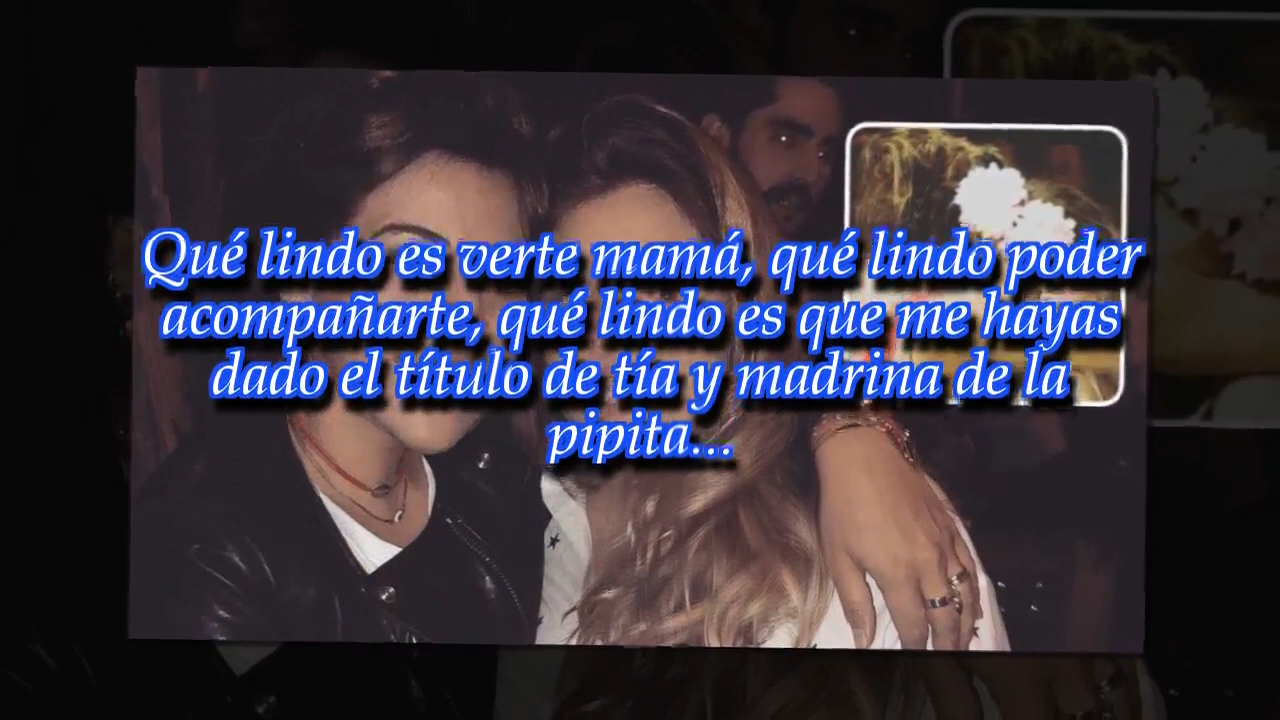 Qué lindo es verte mamá, qué lindo poder
acompañarte, qué lindo es que me hayas
dado el título de tía y madrina de la
pipita...